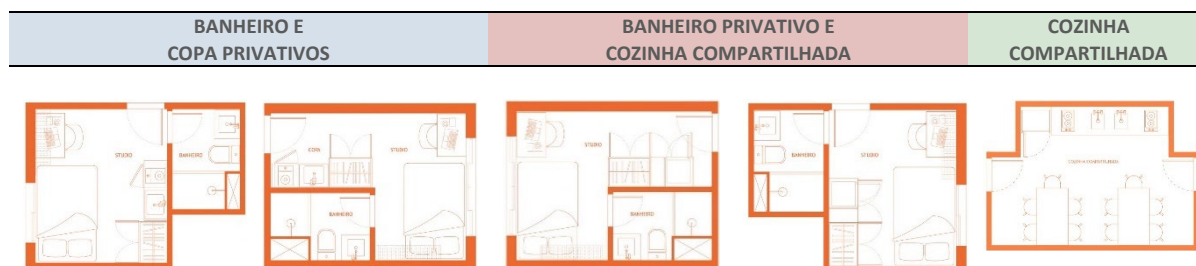 BANHEIRO E
COPA PRIVATIVOS
BANHEIRO PRIVATIVO E
COZINHA COMPARTILHADA
COZINHA
COMPARTILHADA
STUDIO
BANHEIRO
COPA
STUDIO
BANHEIRO
STUDIO
BANHEIRO
BANHEIRO
STUDIO
COZINHA COMPARTILHADA